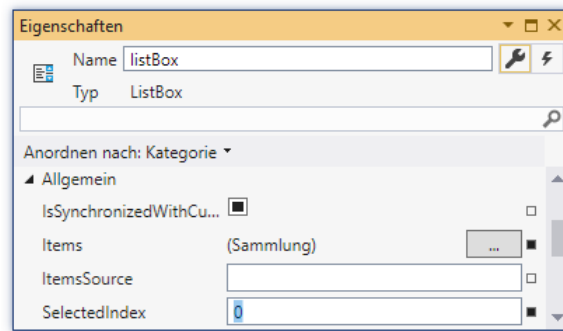 Eigenschaften
Name listBox
Typ ListBox
Anordnen nach: Kategorie
Allgemein
IsSynchronizedWithCu...
Items (Sammlung) ...
ItemsSource
SelectedIndex 0